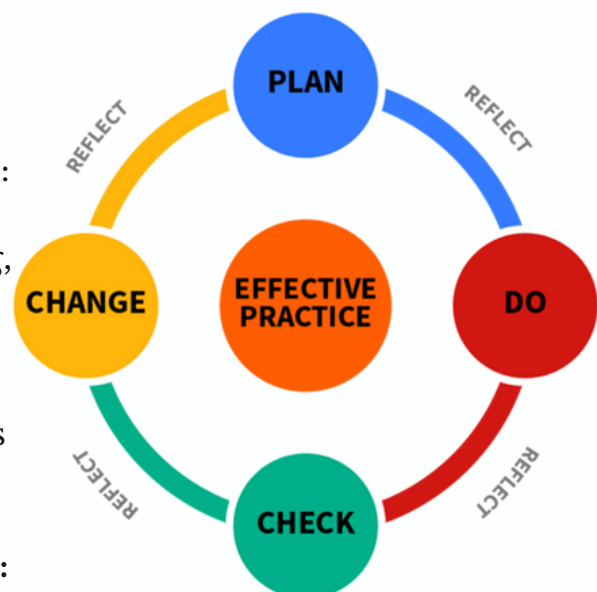 PLAN
REFLECT
REFLECT
:
,
CHANGE
EFFECTIVE
PRACTICE
DO
s
REFLECT
REFLECT
CHECK
: